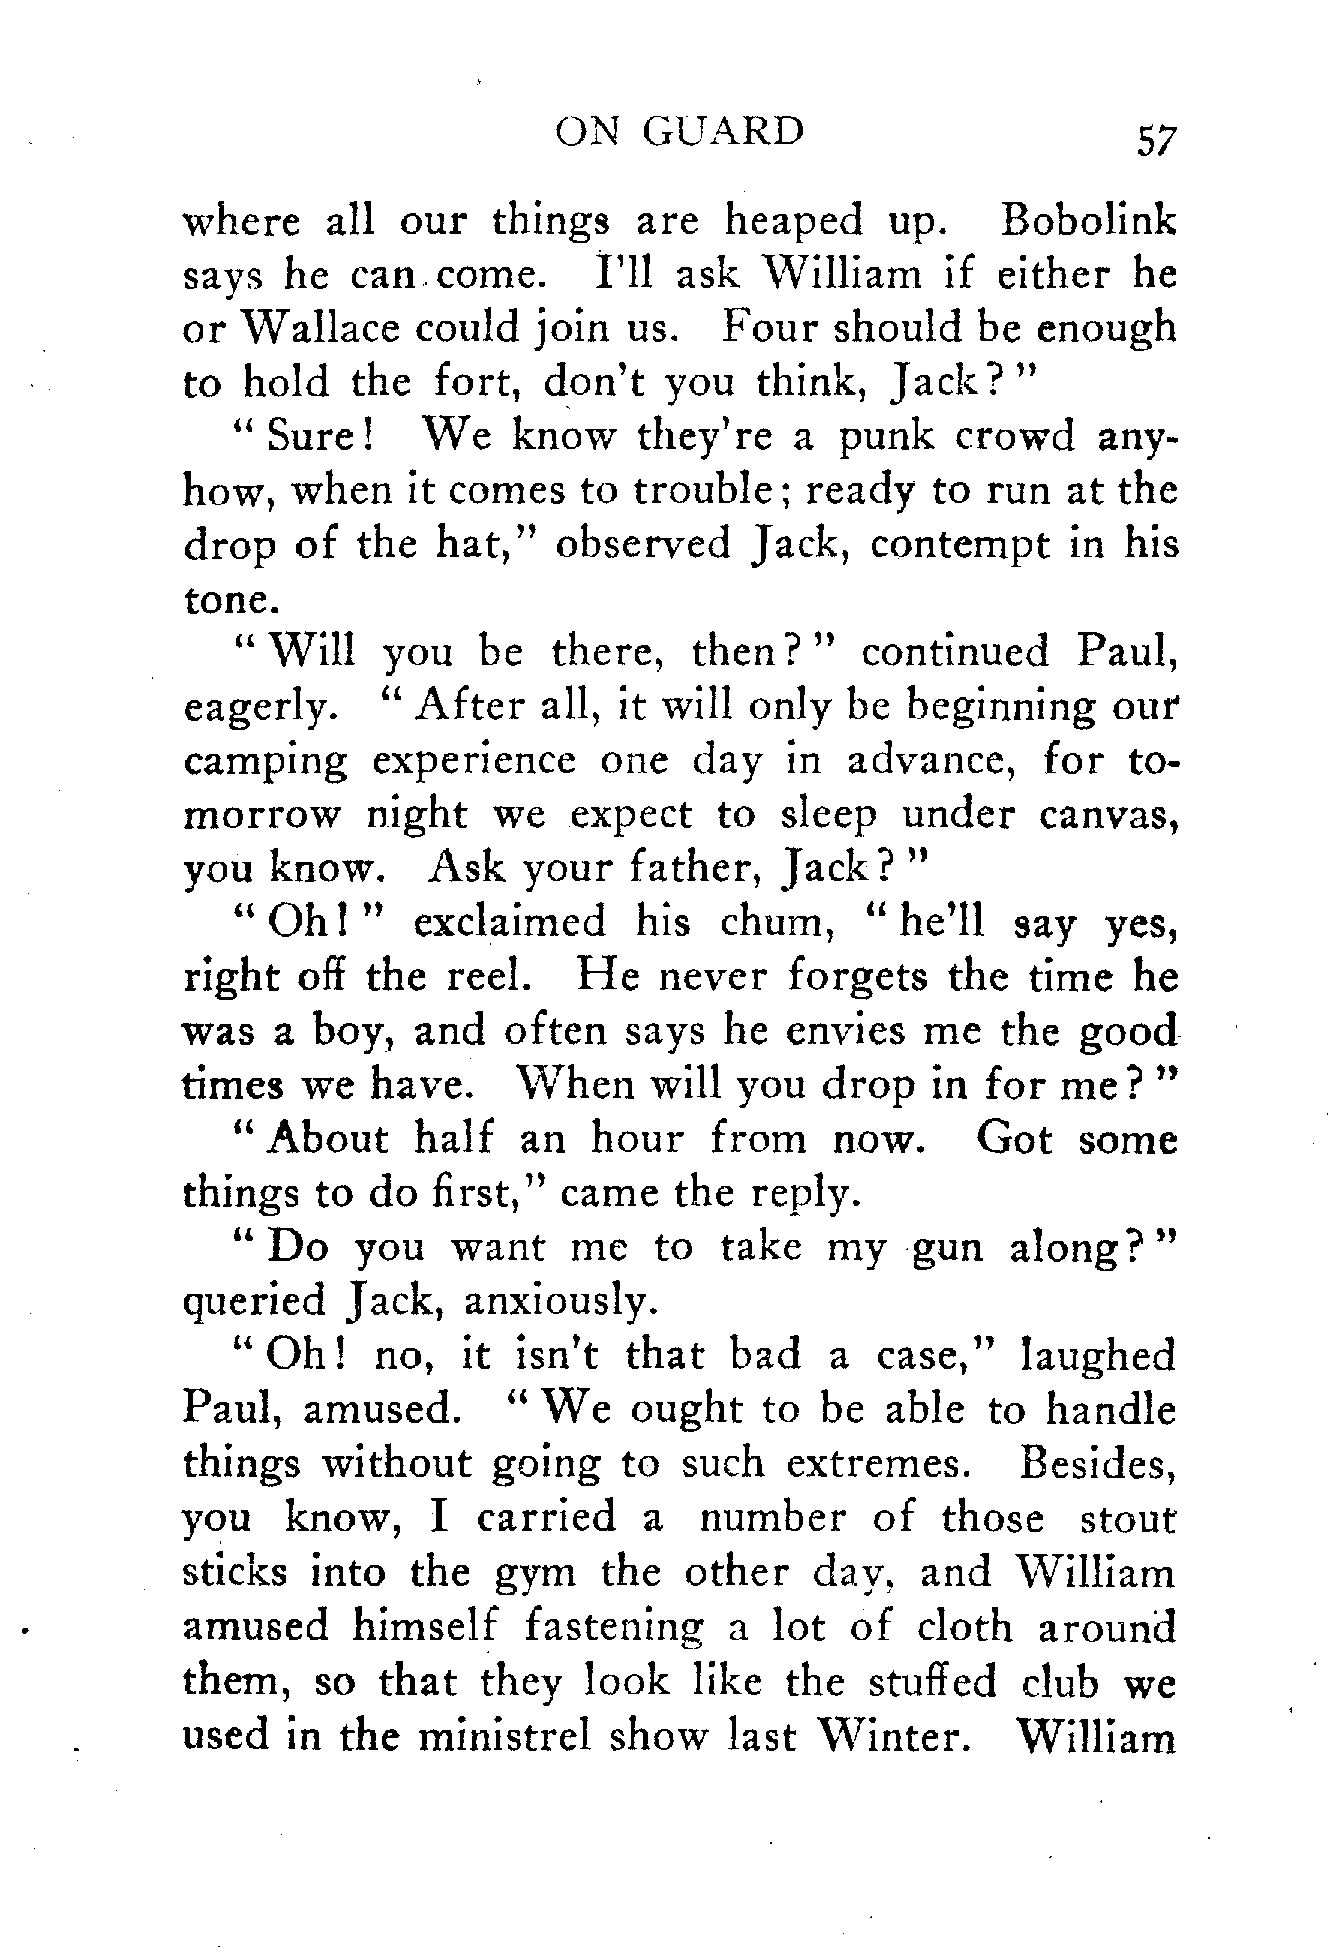 ON GUARD 57
where all our things are heaped up. Bobolink
says he can come. I'll ask William if either he
or Wallace could join us. Four should be enough
to hold the fort, don't you think, Jack?"
"Sure! We know they're a punk crowd any-
how, when it comes to trouble; ready to run at the
drop of the hat," observed Jack, contempt in his
tone.
"Will you be there, then?" continued Paul,
eagerly. "After all, it will only be beginning our
camping experience one day in advance, for to-
morrow night we expect to sleep under canvas,
you know. Ask your father, Jack?"
"Oh!" exclaimed his chum, "he'll say yes,
right off the reel. He never forgets the time he
was a boy, and often says he envies me the good
times we have. When will you drop in for me?"
"About half an hour from now. Got some
things to do first," came the reply.
"Do you want me to take my gun along?"
queried Jack, anxiously.
"Oh! no, it isn't that bad a case," laughed
Paul, amused. "We ought to be able to handle
things without going to such extremes. Besides,
you know, I carried a number of those stout
sticks into the gym the other day, and William
amused himself fastening a lot of cloth around
them, so that they look like the stuffed club we
used in the ministrel show last Winter. William